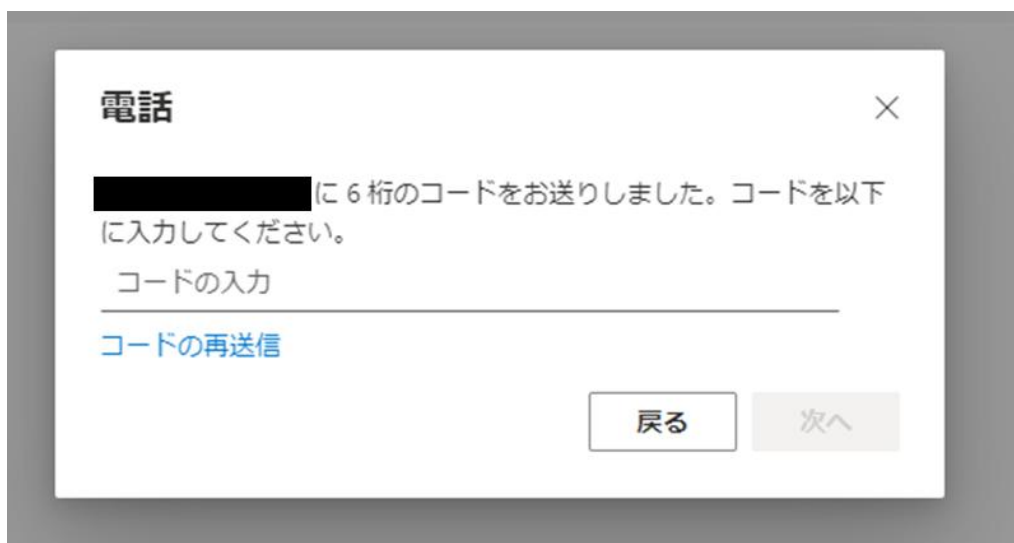 電話
に 6 桁のコードをお送りしました。コードを以下
に入力してください。
コードの入力
コードの再送信
戻る
次へ